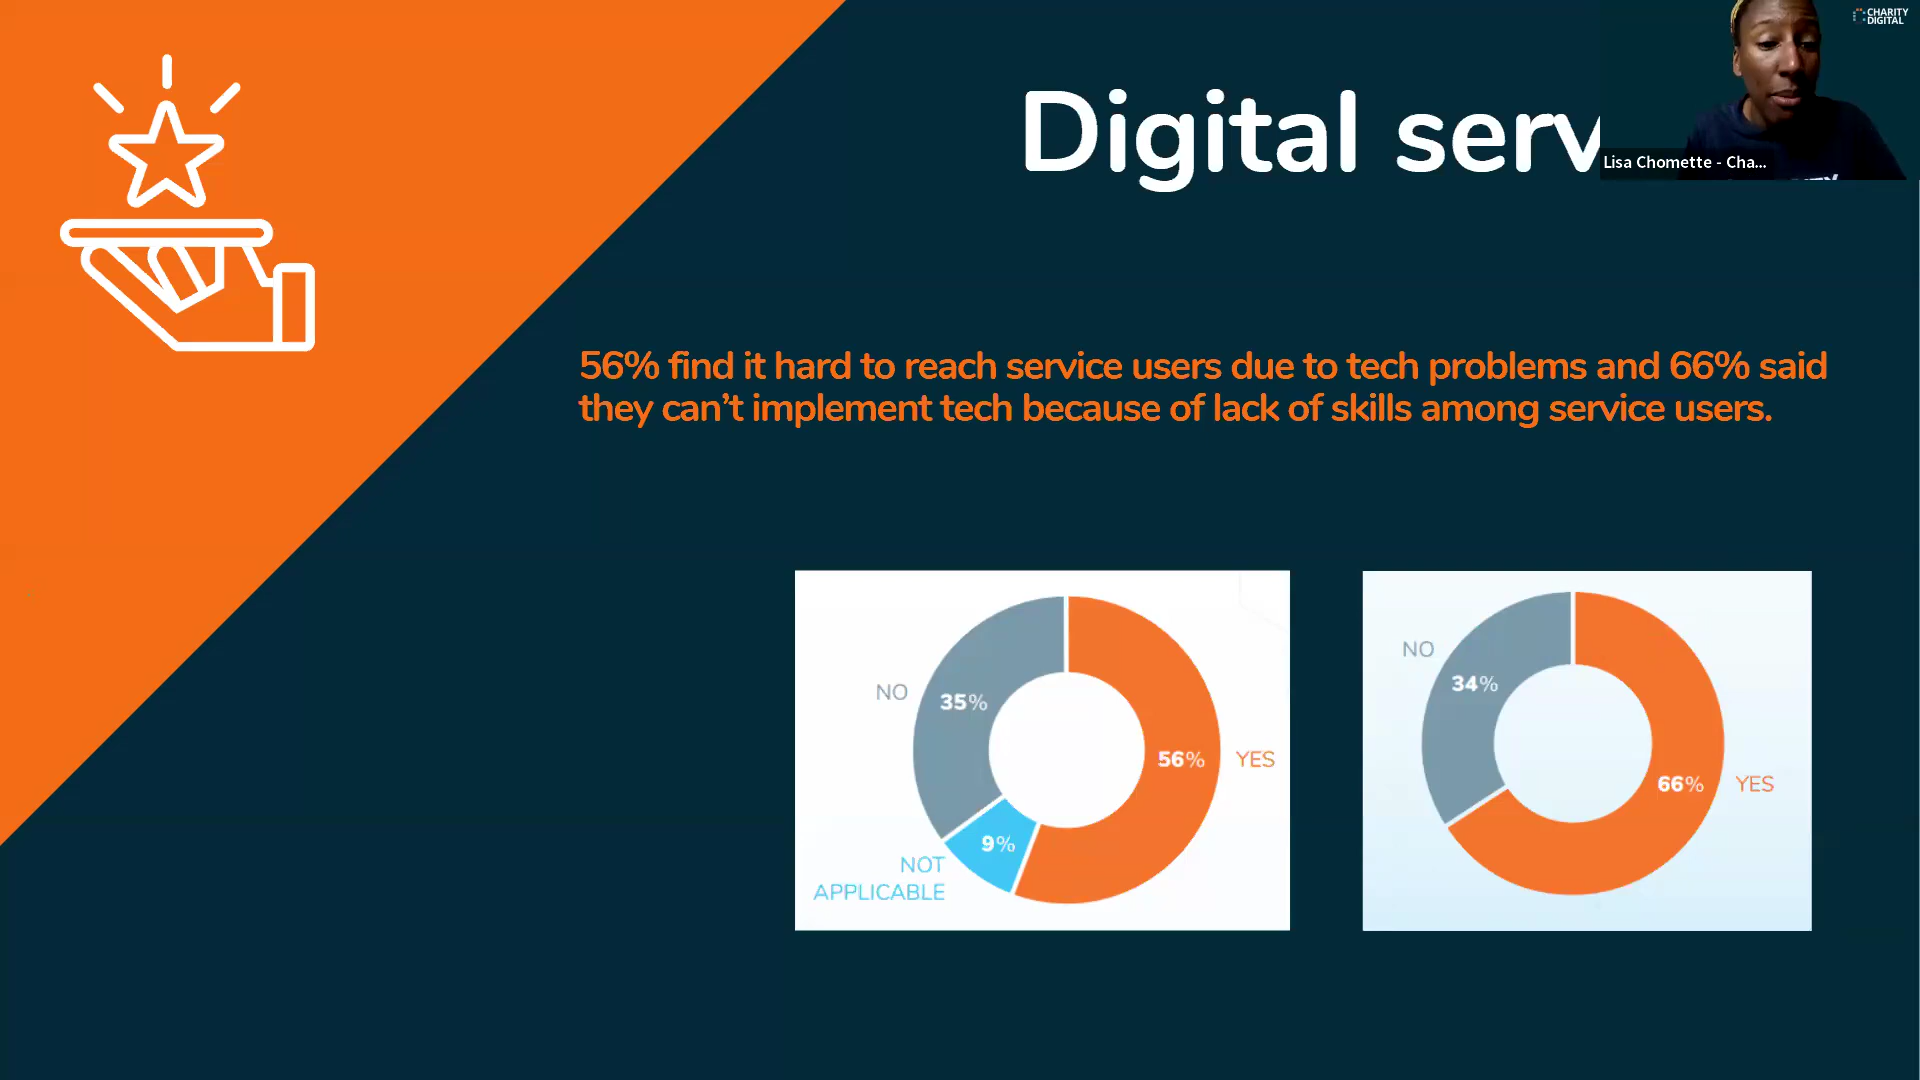 CHARITY
DIGITAL
Digital serv
Lisa Chomette - Cha...
56% find it hard to reach service users due to tech problems and 66% said
they can't implement tech because of lack of skills among service users.
NO
35%
56%
YES
9%
NOT
APPLICABLE
NO
34%
66%
YES